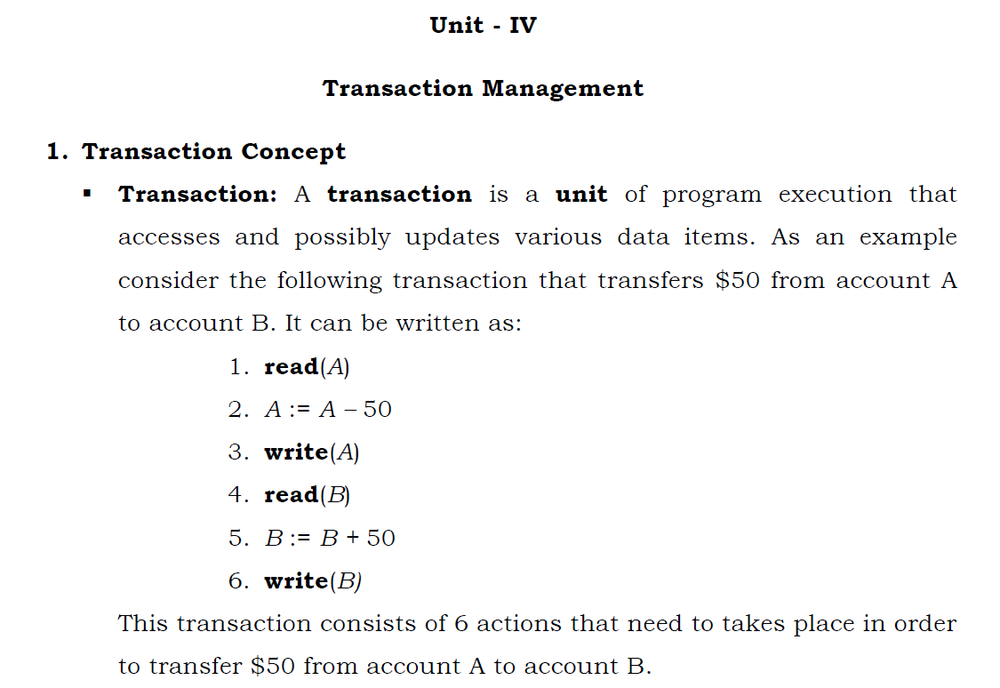 Unit - IV
Transaction Management
1. Transaction Concept
▪ Transaction: A transaction is a unit of program execution that
accesses and possibly updates various data items. As an example
consider the following transaction that transfers $50 from account A
to account B. It can be written as:
1. read(A)
2. A := A – 50
3. write(A)
4. read(B)
5. B := B + 50
6. write(B)
This transaction consists of 6 actions that need to takes place in order
to transfer $50 from account A to account B.